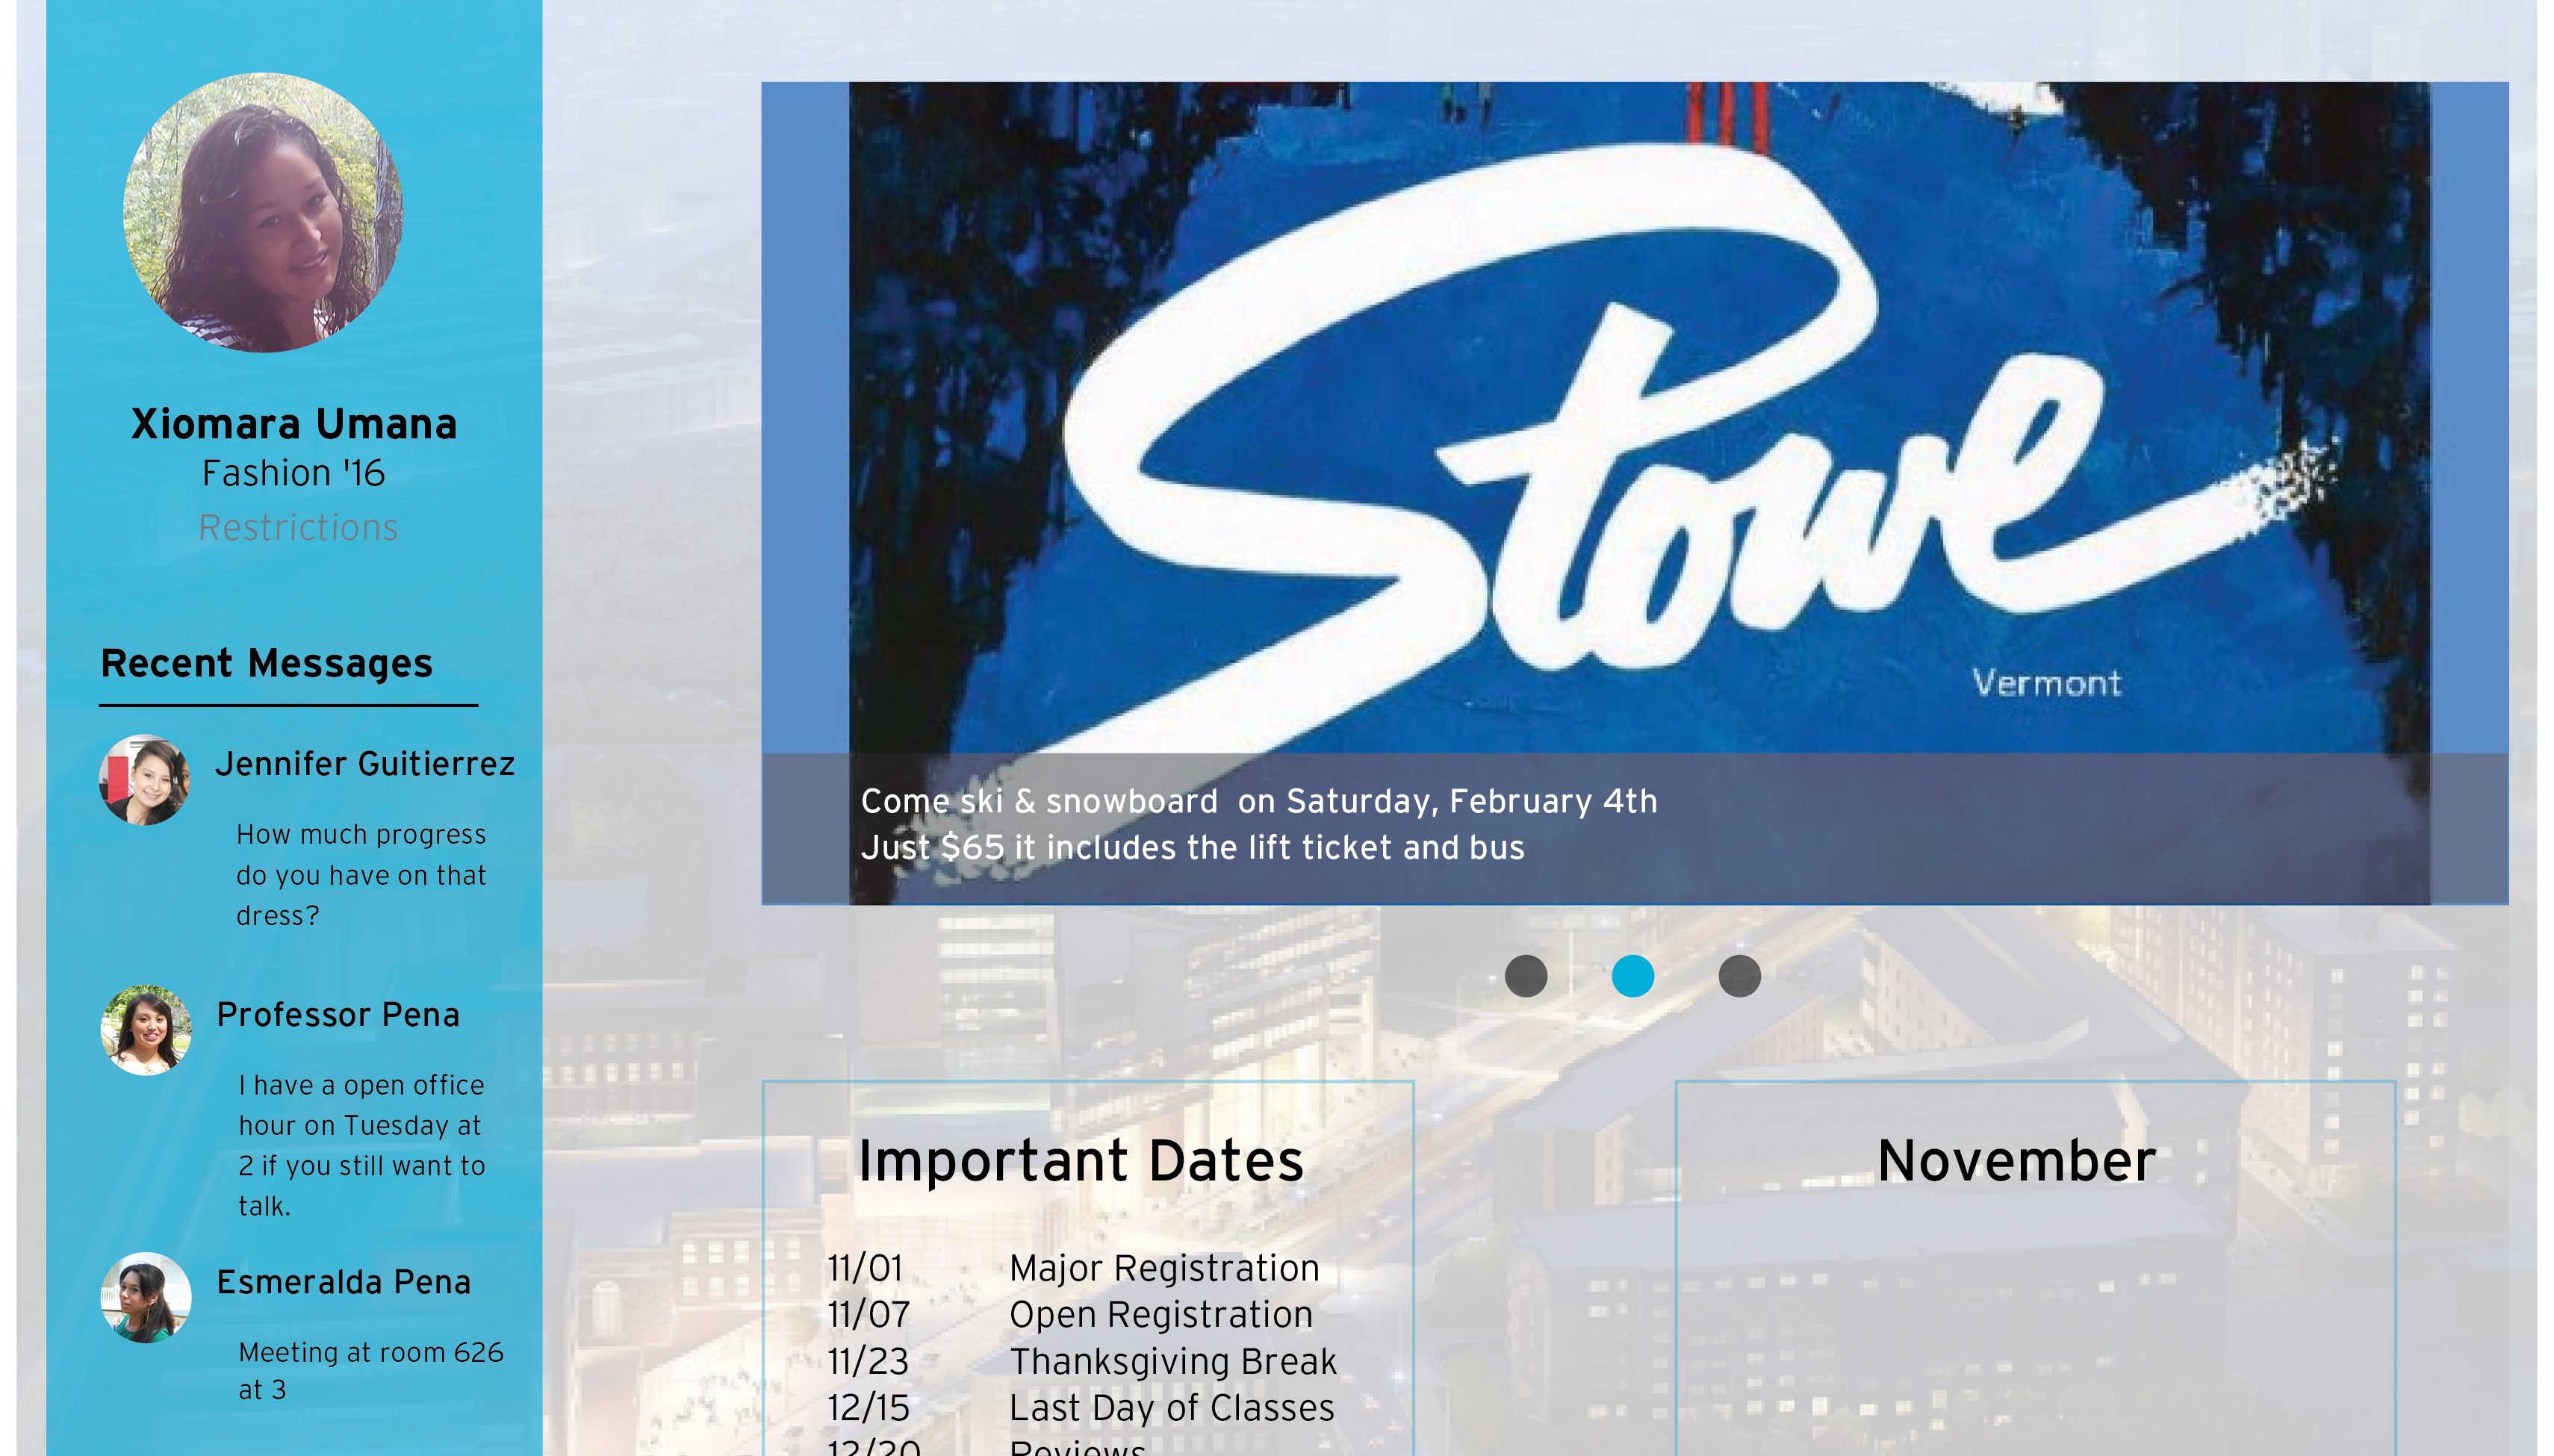 Xiomara Umana
Fashion '16
Restrictions
Recent Messages
Jennifer Guitierrez
How much progress
do you have on that
dress?
Professor Pena
I have a open office
hour on Tuesday at
2 if you still want to
talk.
Esmeralda Pena
Meeting at room 626
at 3
Stowe
Vermont
Come ski & snowboard  on Saturday, February 4th
Just $65 it includes the lift ticket and bus
Important Dates
11/01 Major Registration
11/07 Open Registration
11/23 Thanksgiving Break
12/15 Last Day of Classes
12/20 Reviews
November